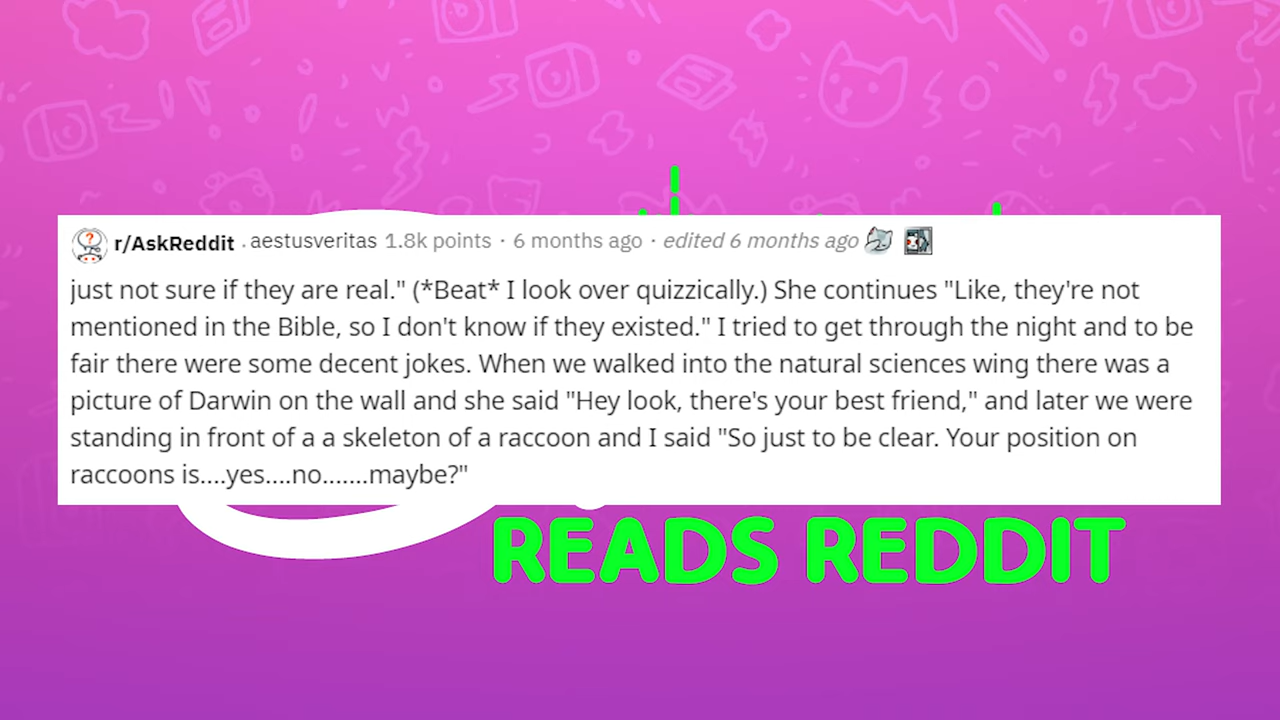 r/AskReddit . aestusveritas 1.8k points · 6 months ago · edited 6 months ago
just not sure if they are real." (*Beat* I look over quizzically.) She continues "Like, they're not
mentioned in the Bible, so I don't know if they existed." I tried to get through the night and to be
fair there were some decent jokes. When we walked into the natural sciences wing there was a
picture of Darwin on the wall and she said "Hey look, there's your best friend," and later we were
standing in front of a a skeleton of a raccoon and I said "So just to be clear. Your position on
raccoons is....yes....no.......maybe?"
READS REDDIT